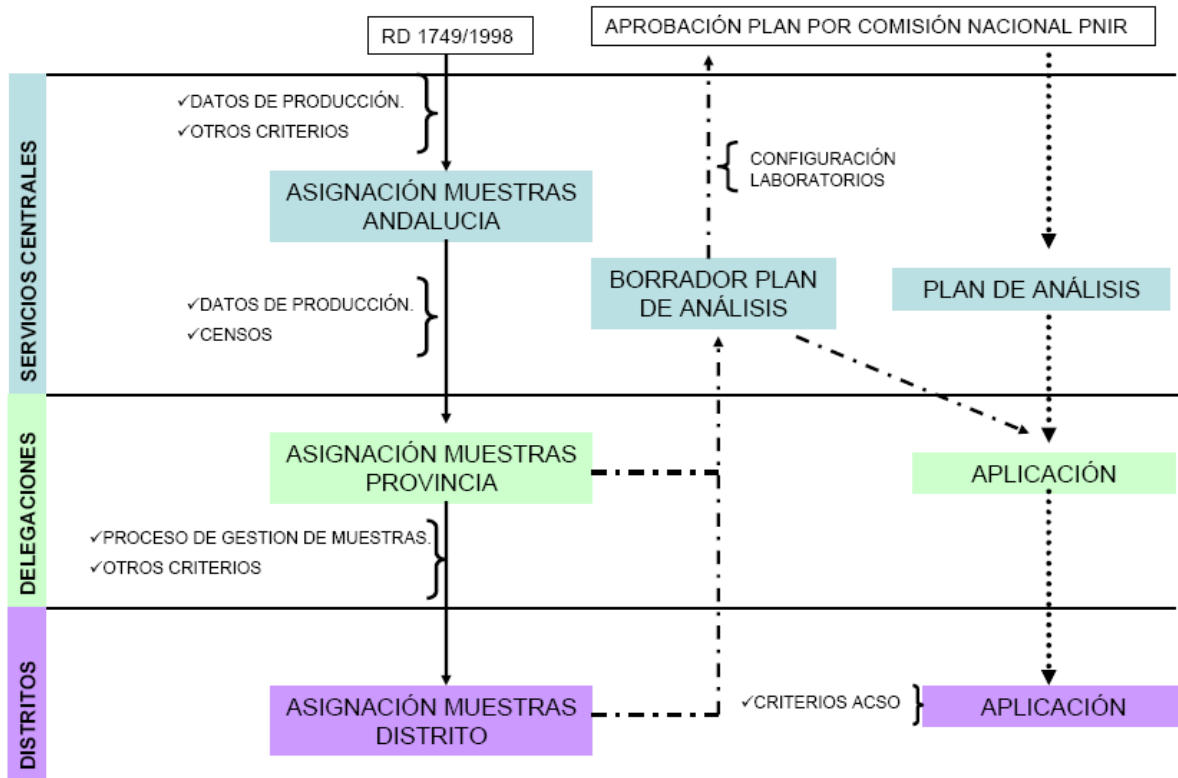 RD 1749/1998
APROBACIÓN PLAN POR COMISIÓN NACIONAL PNIR
SERVICIOS CENTRALES
✓DATOS DE PRODUCCIÓN.
✓OTROS CRITERIOS
CONFIGURACIÓN
LABORATORIOS
ASIGNACIÓN MUESTRAS
ANDALUCIA
BORRADOR PLAN
DE ANÁLISIS
PLAN DE ANÁLISIS
✓DATOS DE PRODUCCIÓN.
✓CENSOS
DELEGACIONES
ASIGNACIÓN MUESTRAS
PROVINCIA
APLICACIÓN
✓PROCESO DE GESTION DE MUESTRAS.
✓OTROS CRITERIOS
DISTRITOS
ASIGNACIÓN MUESTRAS
DISTRITO
✓CRITERIOS ACSO
APLICACIÓN